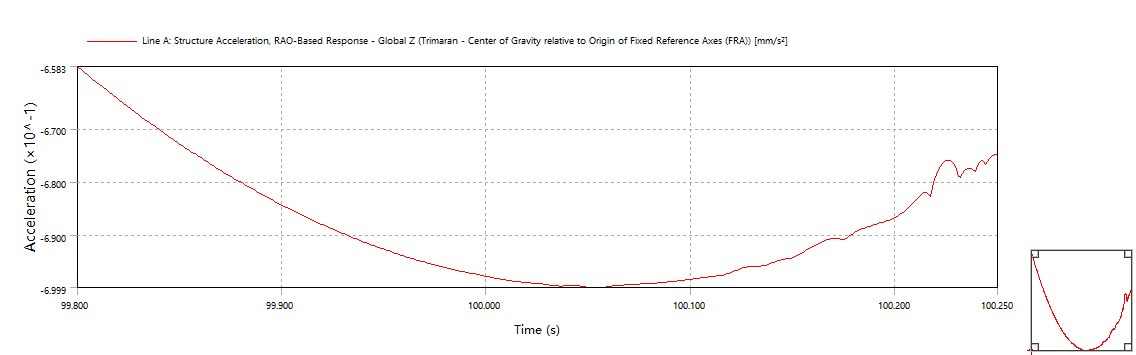 Line A: Structure Acceleration, RAO-Based Response - Global Z (Trimaran - Center of Gravity relative to Origin of Fixed Reference Axes (FRA)) [mm/s²]
Acceleration (×10^-1)
-6.583
-6.700
-6.800
-6.900
-6.999
99.800 99.900 100.000 100.100 100.200 100.250
Time (s)